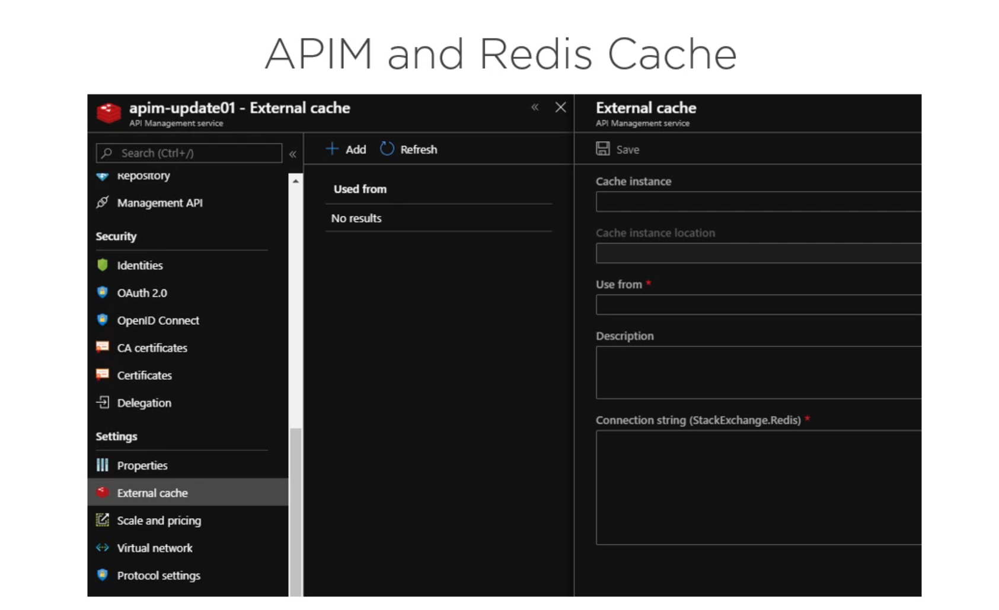 APIM and Redis Cache
apim-update01 - External cache
API Management service
Search (Ctrl+/)
Repository
Management API
Security
Identities
OAuth 2.0
OpenID Connect
CA certificates
Certificates
Delegation
Settings
Properties
External cache
Scale and pricing
Virtual network
Protocol settings
Add
Refresh
Used from
No results
External cache
API Management service
Save
Cache instance
Cache instance location
Use from *
Description
Connection string (StackExchange.Redis) *